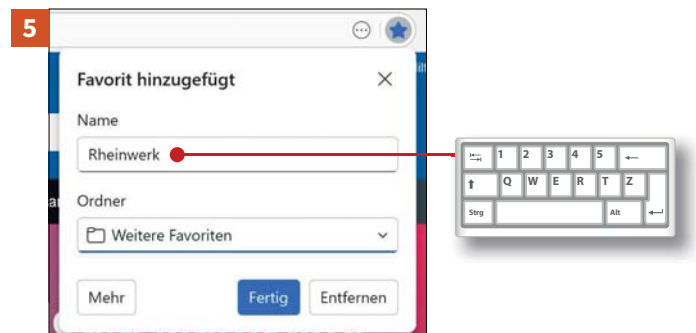 5
Favorit hinzugefügt
Name
Rheinwerk
Ordner
Weitere Favoriten
Mehr Fertig Entfernen
1 2 3 4 5
Q W E R T Z
Strg Alt